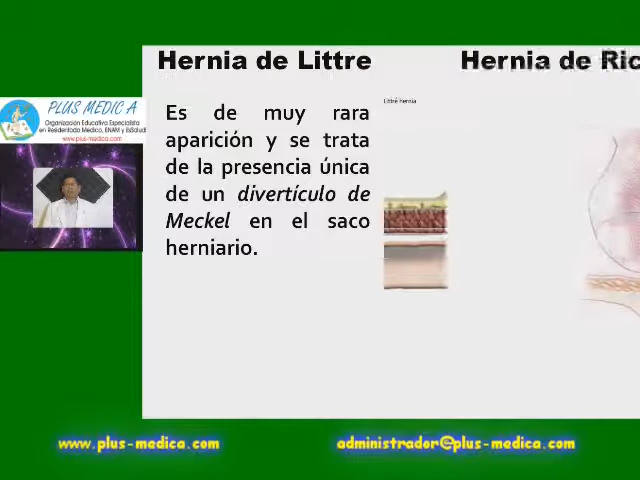 Hernia de Littre
Hernia de Ric
PLUS MEDIC A
Organización Educativa Especialista
en Residentado Medico, ENAM y EsSalud
www.plus-medica.com
Es de muy rara
aparición y se trata
de la presencia única
de un divertículo de
Meckel en el saco
herniario.
Littré hernia
www.plus-medica.com
administrador@plus-medica.com